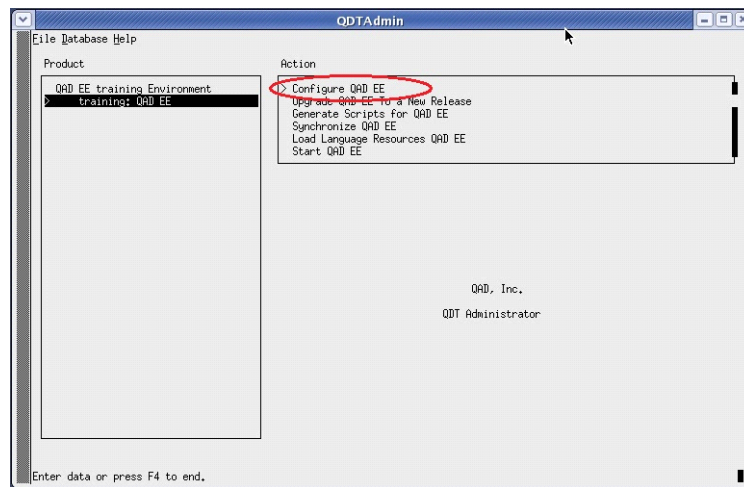 QDTAdmin
File Database Help
Product
Action
QAD EE training Environment
> training: QAD EE
> Configure QAD EE
Upgrade QAD EE To a New Release
Generate Scripts for QAD EE
Synchronize QAD EE
Load Language Resources QAD EE
Start QAD EE
QAD, Inc.
QDT Administrator
Enter data or press F4 to end.